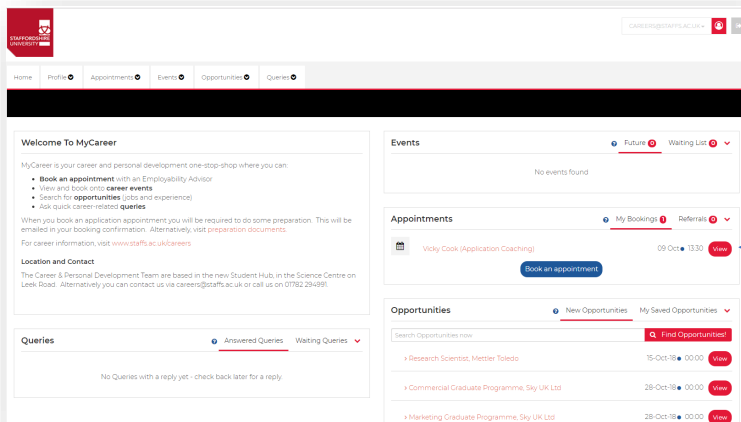 STAFFORDSHIRE
UNIVERSITY
CAREERS@STAFFS.AC.UK
Home Profile Appointments Events Opportunities Queries
Welcome To MyCareer
MyCareer is your career and personal development one-stop-shop where you can:
Book an appointment with an Employability Advisor
View and book onto career events
Search for opportunities (jobs and experience)
Ask quick career-related queries
When you book an application appointment you will be required to do some preparation. This will be
emailed in your booking confirmation. Alternatively, visit preparation documents.
For career information, visit www.staffs.ac.uk/careers
Location and Contact
The Career & Personal Development Team are based in the new Student Hub, in the Science Centre on
Leek Road. Alternatively you can contact us via careers@staffs.ac.uk or call us on 01782 294991.
Queries Answered Queries Waiting Queries
No Queries with a reply yet - check back later for a reply.
Events Future 0 Waiting List 0
No events found
Appointments My Bookings 1 Referrals 0
Vicky Cook (Application Coaching) 09 Oct 13:30 View
Book an appointment
Opportunities New Opportunities My Saved Opportunities
Search Opportunities now Find Opportunities!
» Research Scientist, Mettler Toledo 15-Oct-18 00:00 View
» Commercial Graduate Programme, Sky UK Ltd 28-Oct-18 00:00 View
» Marketing Graduate Programme, Sky UK Ltd 28-Oct-18 00:00 View